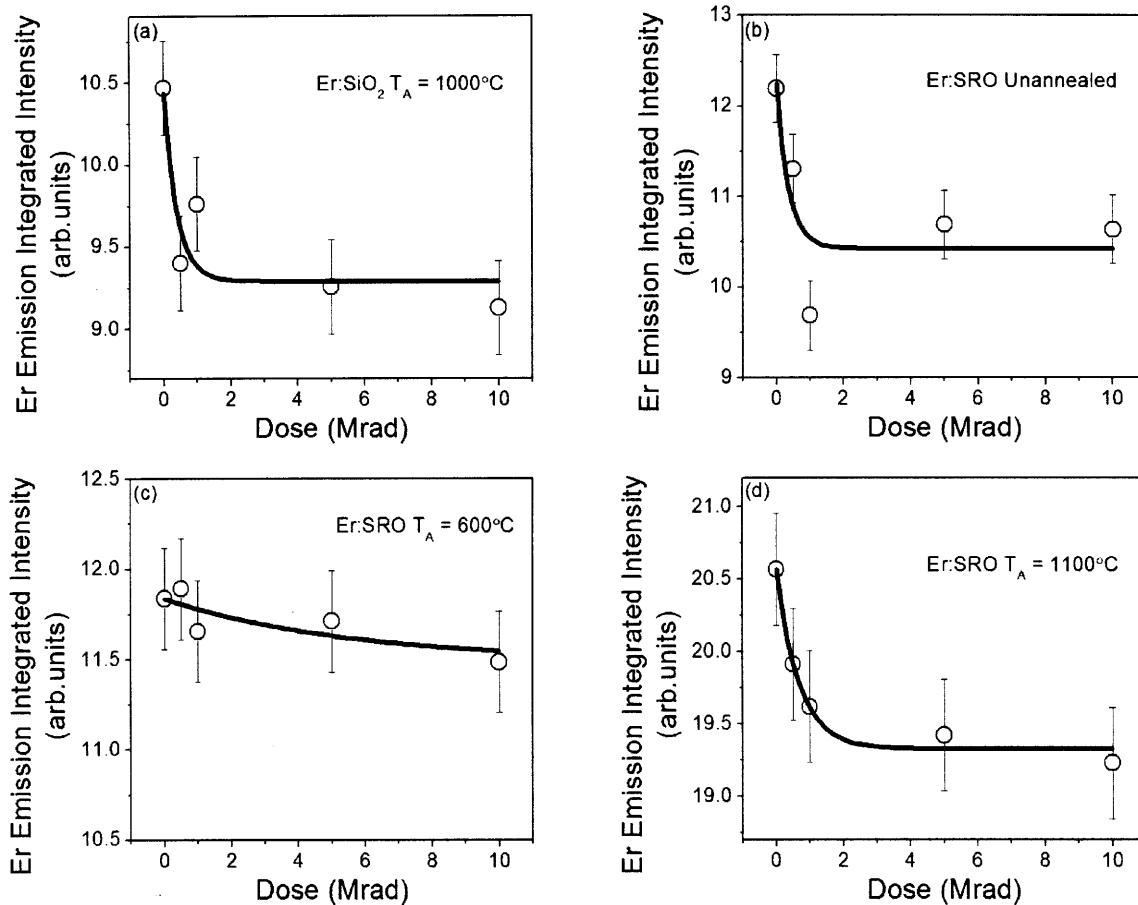 (a)
Er:SiO₂ T_A = 1000°C
Er Emission Integrated Intensity
(arb.units)
10.5
10.0
9.5
9.0
0 2 4 6 8 10
Dose (Mrad)
(b)
Er:SRO Unannealed
Er Emission Integrated Intensity
(arb.units)
13
12
11
10
9
0 2 4 6 8 10
Dose (Mrad)
(c)
Er:SRO T_A = 600°C
Er Emission Integrated Intensity
(arb.units)
12.5
12.0
11.5
11.0
10.5
0 2 4 6 8 10
Dose (Mrad)
(d)
Er:SRO T_A = 1100°C
Er Emission Integrated Intensity
(arb.units)
21.0
20.5
20.0
19.5
19.0
0 2 4 6 8 10
Dose (Mrad)